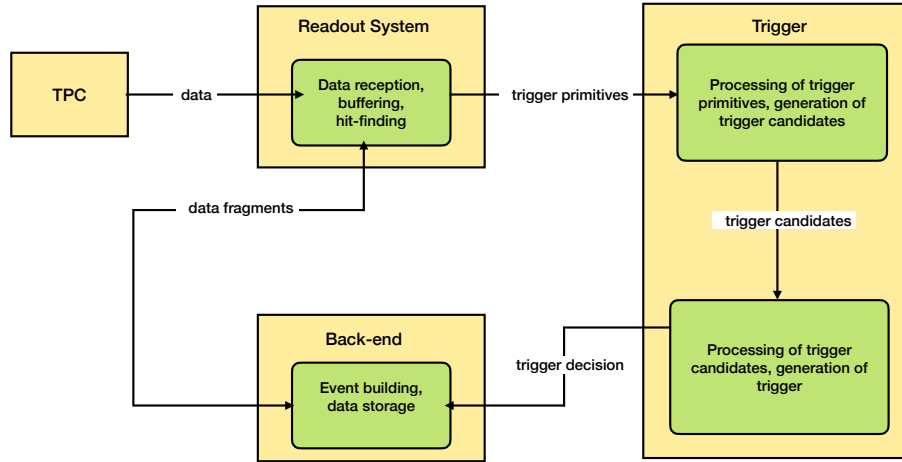 Readout System
Trigger
TPC
data
Data reception,
buffering,
hit-finding
trigger primitives
Processing of trigger
primitives, generation of
trigger candidates
data fragments
trigger candidates
Back-end
Event building,
data storage
trigger decision
Processing of trigger
candidates, generation of
trigger